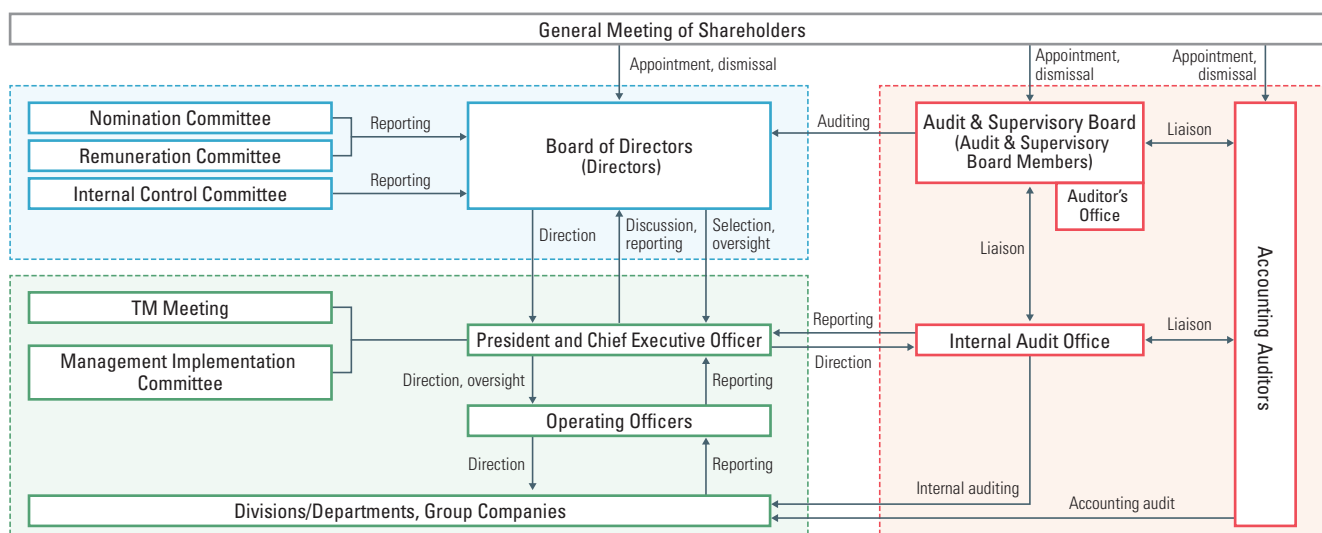 General Meeting of Shareholders
Appointment, dismissal
Appointment,
dismissal
Appointment,
dismissal
Nomination Committee
Remuneration Committee
Internal Control Committee
Reporting
Reporting
Board of Directors
(Directors)
Auditing
Audit & Supervisory Board
(Audit & Supervisory
Board Members)
Auditor's
Office
Liaison
Direction
Discussion,
reporting
Selection,
oversight
Liaison
Accounting Auditors
TM Meeting
Management Implementation
Committee
President and Chief Executive Officer
Reporting
Direction
Internal Audit Office
Liaison
Direction, oversight
Reporting
Operating Officers
Direction
Reporting
Internal auditing
Accounting audit
Divisions/Departments, Group Companies